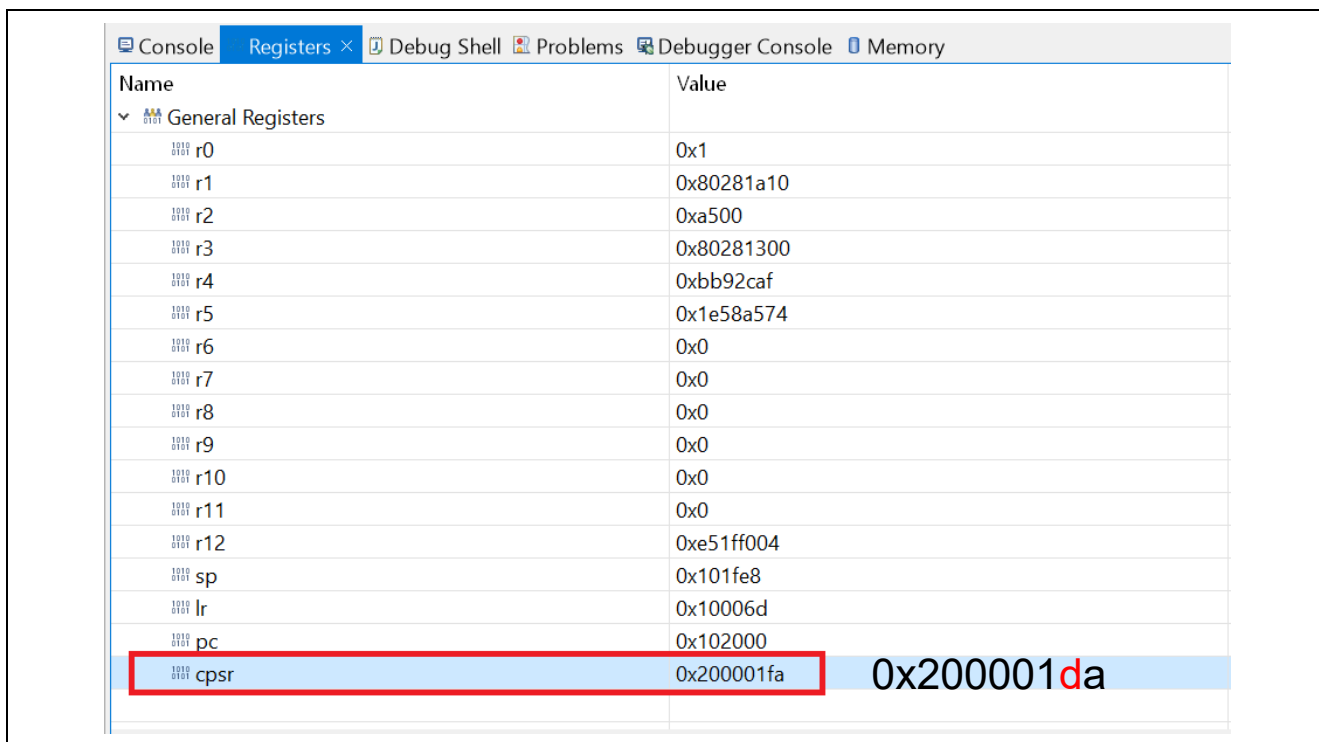 Console Registers × Debug Shell Problems Debugger Console Memory
Name Value
General Registers
r0 0x1
r1 0x80281a10
r2 0xa500
r3 0x80281300
r4 0xbb92caf
r5 0x1e58a574
r6 0x0
r7 0x0
r8 0x0
r9 0x0
r10 0x0
r11 0x0
r12 0xe51ff004
sp 0x101fe8
lr 0x10006d
pc 0x102000
cpsr 0x200001fa 0x200001da